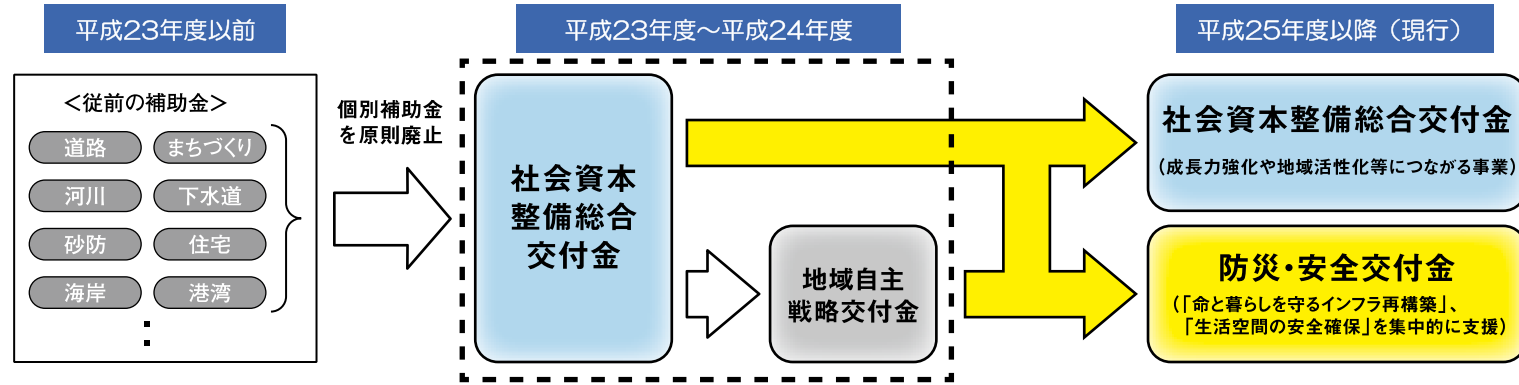 平成23年度以前
<従前の補助金>
道路
まちづくり
河川
下水道
砂防
住宅
海岸
港湾
:
個別補助金
を原則廃止
平成23年度～平成24年度
社会資本
整備総合
交付金
地域自主
戦略交付金
平成25年度以降（現行）
社会資本整備総合交付金
（成長力強化や地域活性化等につながる事業）
防災・安全交付金
（「命と暮らしを守るインフラ再構築」、
「生活空間の安全確保」を集中的に支援）